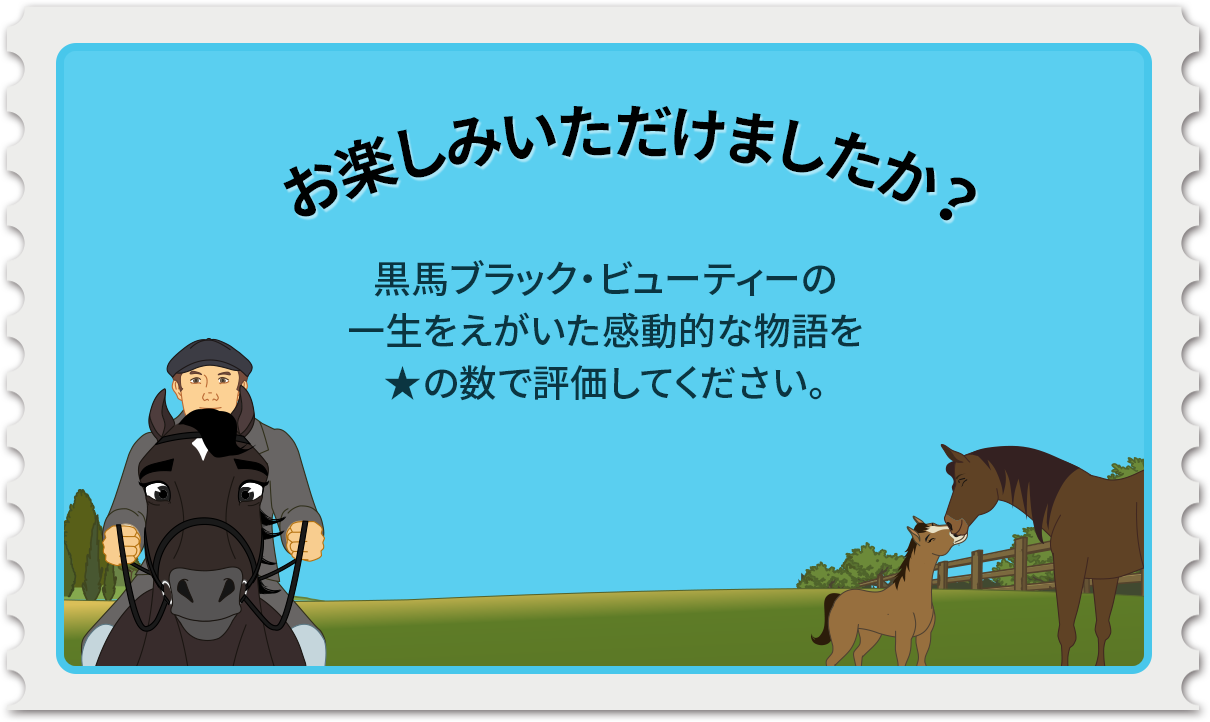 お楽しみいただけましたか？
黒馬ブラック・ビューティーの
一生をえがいた感動的な物語を
★の数で評価してください。